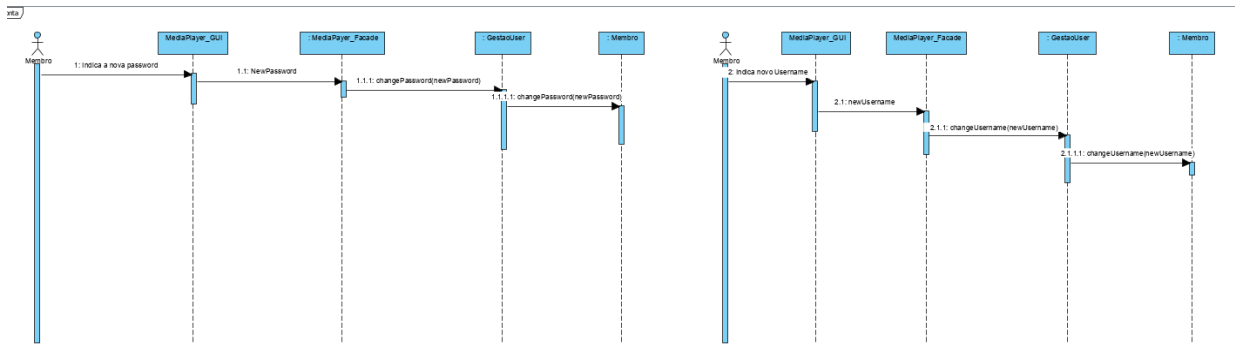 onta
Membro
MediaPlayer_GUI
: MediaPayer_Facade
: GestaoUser
: Membro
1: Indica a nova password
1.1: NewPassword
1.1.1: changePassword(newPassword)
1.1.1.1: changePassword(newPassword)
Membro
MediaPlayer_GUI
MediaPlayer_Facade
: GestaoUser
: Membro
2: Indica novo Username
2.1: newUsername
2.1.1: changeUsername(newUsername)
2.1.1.1: changeUsername(newUsername)